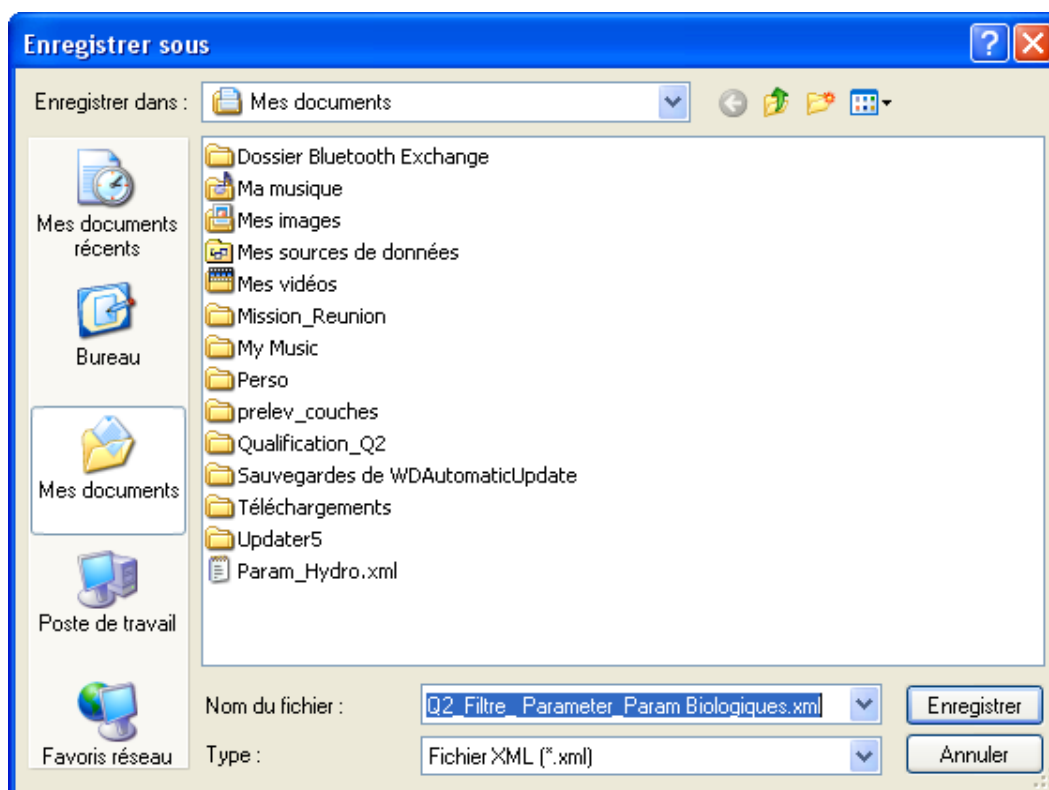 Enregistrer sous
Enregistrer dans :
Mes documents
Mes documents
récents
Bureau
Mes documents
Poste de travail
Favoris réseau
Dossier Bluetooth Exchange
Ma musique
Mes images
Mes sources de données
Mes vidéos
Mission_Reunion
My Music
Perso
prelev_couches
Qualification_Q2
Sauvegardes de WDAutomaticUpdate
Téléchargements
Updater5
Param_Hydro.xml
Nom du fichier :
Q2_Filtre_ Parameter_Param Biologiques.xml
Enregistrer
Type :
Fichier XML (*.xml)
Annuler